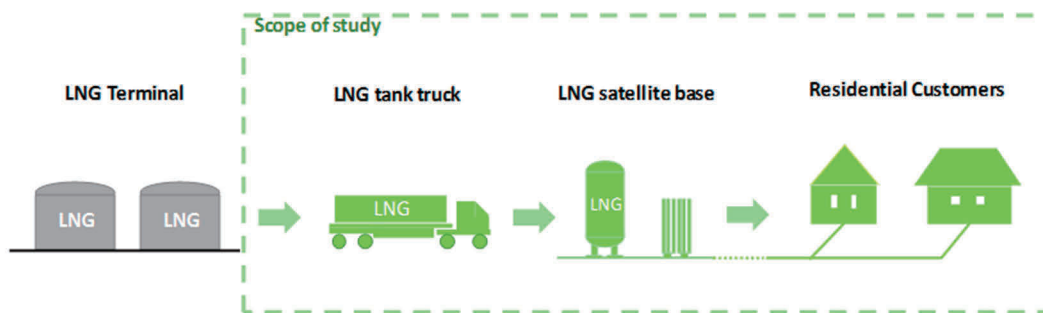 Scope of study
LNG Terminal
LNG tank truck
LNG satellite base
Residential Customers
LNG
LNG
LNG
LNG